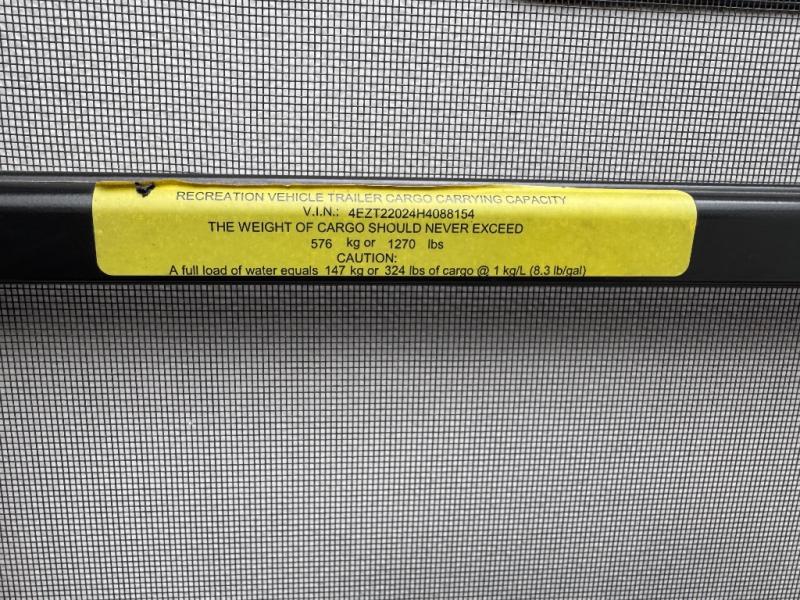 RECREATION VEHICLE TRAILER CARGO CARRYING CAPACITY
V.I.N.: 4EZT22024H4088154
THE WEIGHT OF CARGO SHOULD NEVER EXCEED
576 kg or 1270 lbs
CAUTION:
A full load of water equals 147 kg or 324 lbs of cargo @ 1 kg/L (8.3 lb/gal)